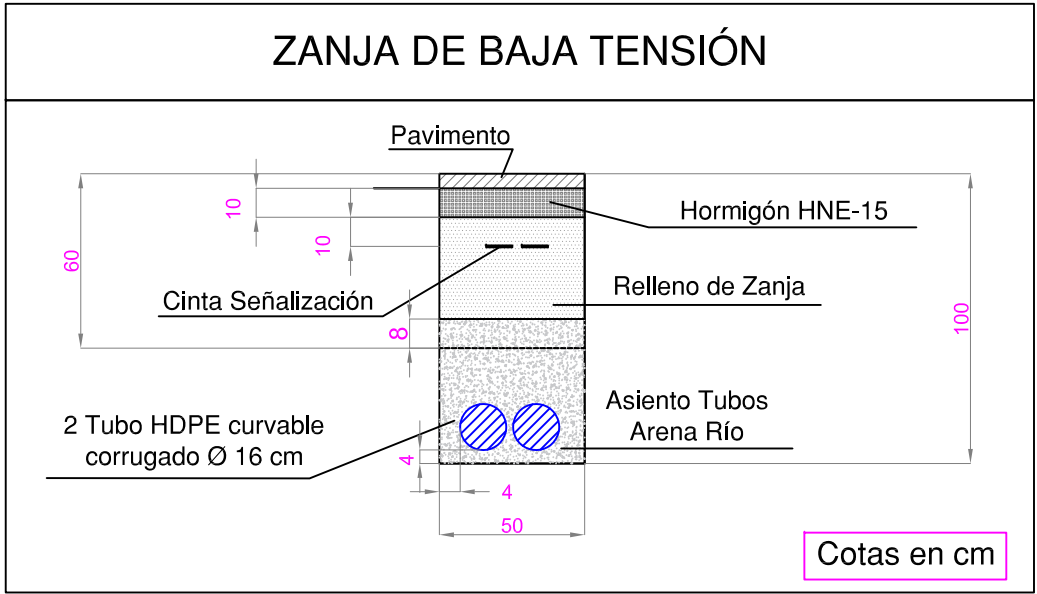 ZANJA DE BAJA TENSIÓN
Pavimento
10
10
Hormigón HNE-15
60
Cinta Señalización
Relleno de Zanja
100
8
2 Tubo HDPE curvable
corrugado Ø 16 cm
Asiento Tubos
Arena Río
4
4
50
Cotas en cm